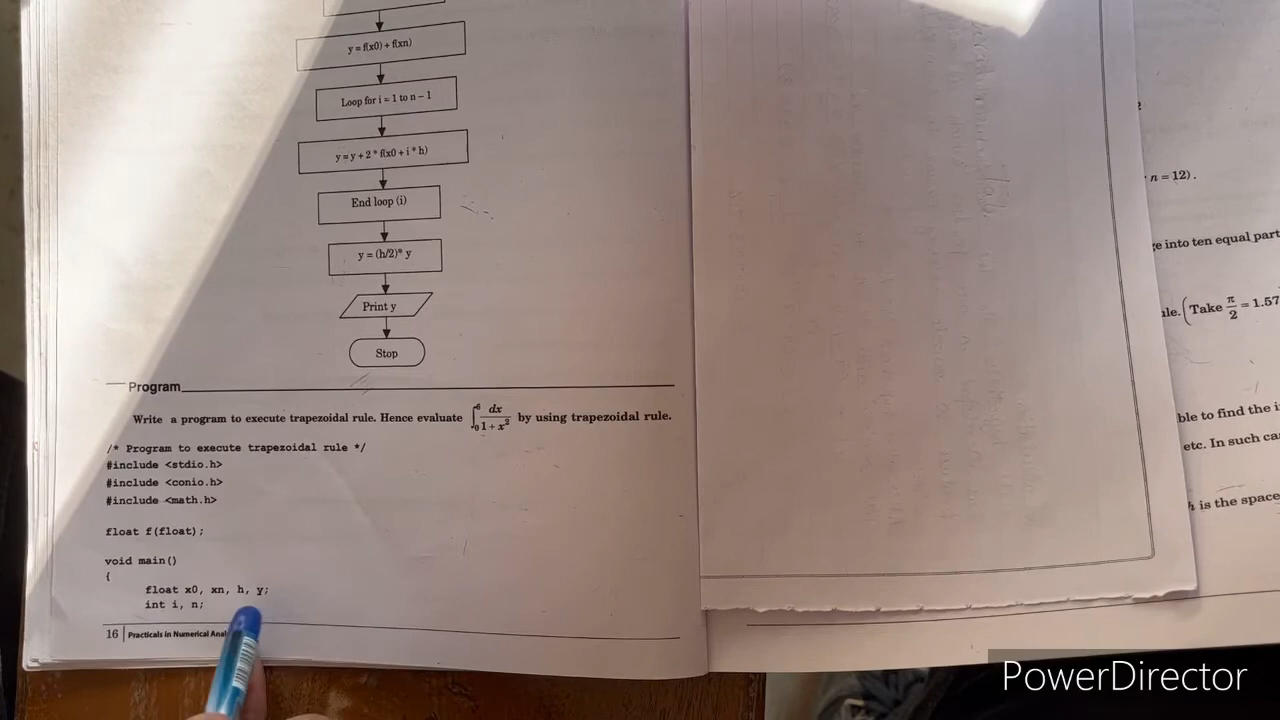 y = f(x0) + f(xn)
Loop for i = 1 to n – 1
y = y + 2 * f(x0 + i * h)
End loop (i)
y = (h/2)* y
Print y
Stop
Program
Write a program to execute trapezoidal rule. Hence evaluate ∫₀⁶ dx/(1 + x²) by using trapezoidal rule.
/* Program to execute trapezoidal rule */
#include <stdio.h>
#include <conio.h>
#include <math.h>
float f(float);
void main()
{
float x0, xn, h, y;
int i, n;
16 | Practicals in Numerical
n = 12).
into ten equal part
(Take π/2 = 1.57
ble to find the i
etc. In such ca
h is the space
PowerDirector